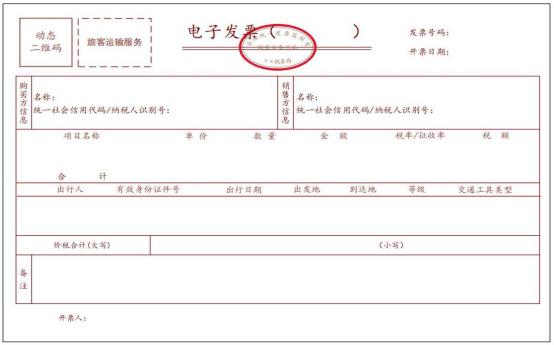 动态
二维码
旅客运输服务
电子发票（　　　　）
发票号码：
开票日期：
购买方信息
名称：
统一社会信用代码/纳税人识别号：
销售方信息
名称：
统一社会信用代码/纳税人识别号：
项目名称 单价 数量 金额 税率/征收率 税额
合计
出行人 有效身份证件号 出行日期 出发地 到达地 等级 交通工具类型
价税合计(大写) (小写)
备注
开票人：